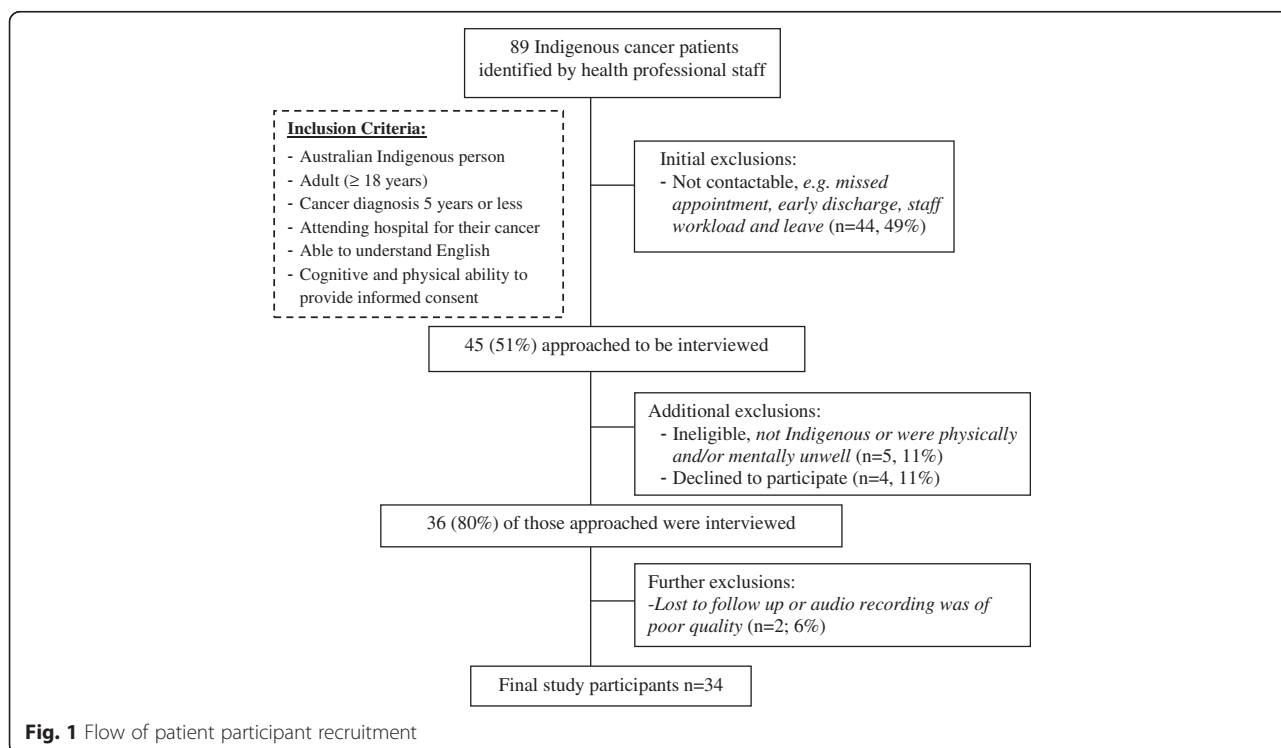 89 Indigenous cancer patients
identified by health professional staff
Inclusion Criteria:
- Australian Indigenous person
- Adult (≥ 18 years)
- Cancer diagnosis 5 years or less
- Attending hospital for their cancer
- Able to understand English
- Cognitive and physical ability to
provide informed consent
Initial exclusions:
- Not contactable, e.g. missed
appointment, early discharge, staff
workload and leave (n=44, 49%)
45 (51%) approached to be interviewed
Additional exclusions:
- Ineligible, not Indigenous or were physically
and/or mentally unwell (n=5, 11%)
- Declined to participate (n=4, 11%)
36 (80%) of those approached were interviewed
Further exclusions:
-Lost to follow up or audio recording was of
poor quality (n=2; 6%)
Final study participants n=34
Fig. 1 Flow of patient participant recruitment